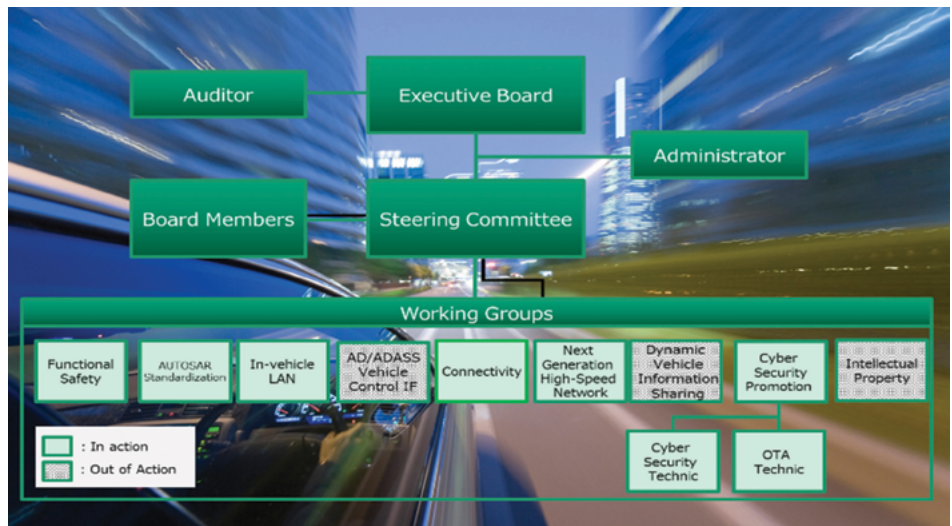 Auditor
Executive Board
Administrator
Board Members
Steering Committee
Working Groups
Functional
Safety
AUTOSAR
Standardization
In-vehicle
LAN
AD/ADASS
Vehicle
Control IF
Connectivity
Next
Generation
High-Speed
Network
Dynamic
Vehicle
Information
Sharing
Cyber
Security
Promotion
Intellectual
Property
Cyber
Security
Technic
OTA
Technic
: In action
: Out of Action